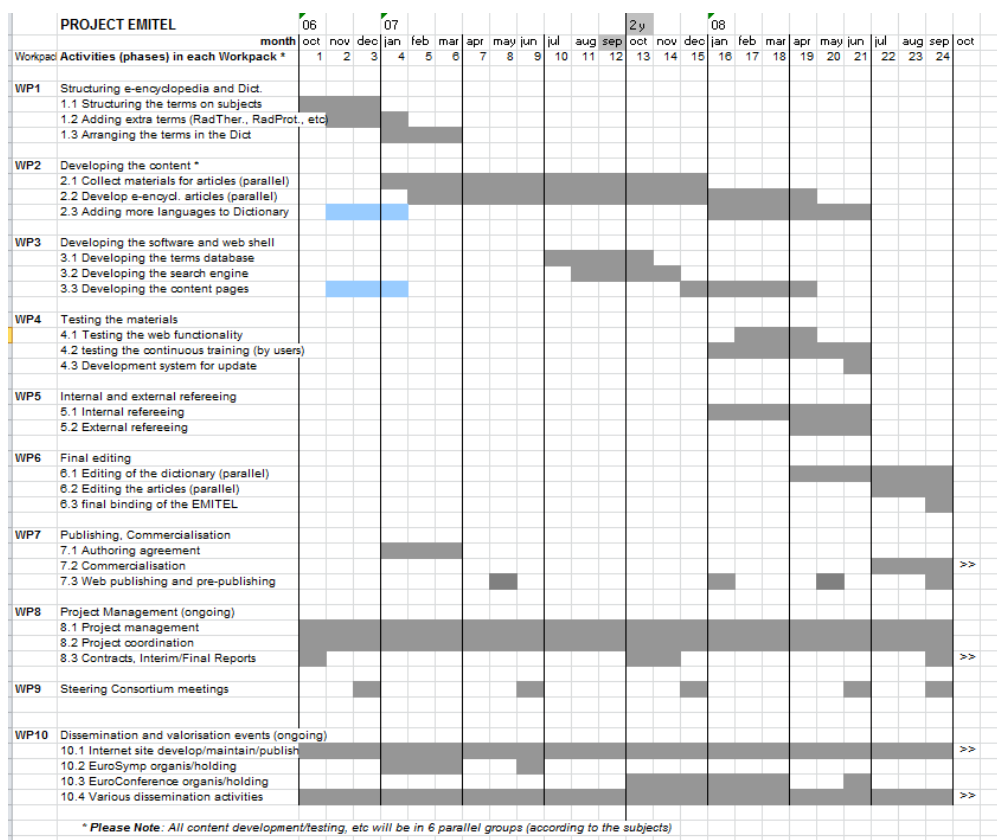 PROJECT EMITEL 06 07 2 y 08
month oct nov dec jan feb mar apr may jun jul aug sep oct nov dec jan feb mar apr may jun jul aug sep oct
Workpac Activities (phases) in each Workpack * 1 2 3 4 5 6 7 8 9 10 11 12 13 14 15 16 17 18 19 20 21 22 23 24
WP1 Structuring e-encyclopedia and Dict.
1.1 Structuring the terms on subjects
1.2 Adding extra terms (RadTher., RadProt., etc)
1.3 Arranging the terms in the Dict
WP2 Developing the content *
2.1 Collect materials for articles (parallel)
2.2 Develop e-encycl. articles (parallel)
2.3 Adding more languages to Dictionary
WP3 Developing the software and web shell
3.1 Developing the terms database
3.2 Developing the search engine
3.3 Developing the content pages
WP4 Testing the materials
4.1 Testing the web functionality
4.2 testing the continuous training (by users)
4.3 Development system for update
WP5 Internal and external refereeing
5.1 Internal refereeing
5.2 External refereeing
WP6 Final editing
6.1 Editing of the dictionary (parallel)
6.2 Editing the articles (parallel)
6.3 final binding of the EMITEL
WP7 Publishing, Commercialisation
7.1 Authoring agreement
7.2 Commercialisation >>
7.3 Web publishing and pre-publishing
WP8 Project Management (ongoing)
8.1 Project management
8.2 Project coordination
8.3 Contracts, Interim/Final Reports >>
WP9 Steering Consortium meetings
WP10 Dissemination and valorisation events (ongoing)
10.1 Internet site develop/maintain/publish >>
10.2 EuroSymp organis/holding
10.3 EuroConference organis/holding
10.4 Various dissemination activities >>
* Please Note: All content development/testing, etc will be in 6 parallel groups (according to the subjects)